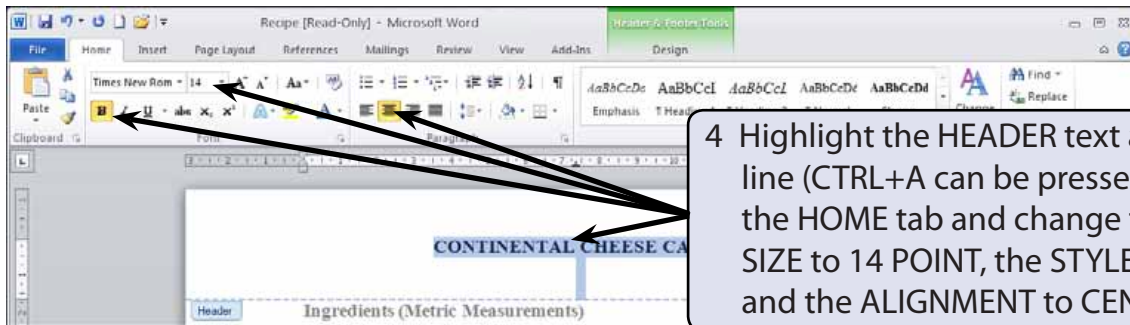 Recipe [Read-Only] - Microsoft Word
Header & Footer Tools
File Home Insert Page Layout References Mailings Review View Add-Ins Design
Times New Rom 14
Find
Replace
Paste
AaBbCcDc AaBbCcI AaBbCcI AaBbCcDc AaBbCcDd
Emphasis
Clipboard
Font
Paragraph
CONTINENTAL CHEESE CA
Header
Ingredients (Metric Measurements)
4 Highlight the HEADER text
line (CTRL+A can be presse
the HOME tab and change
SIZE to 14 POINT, the STYLE
and the ALIGNMENT to CEN